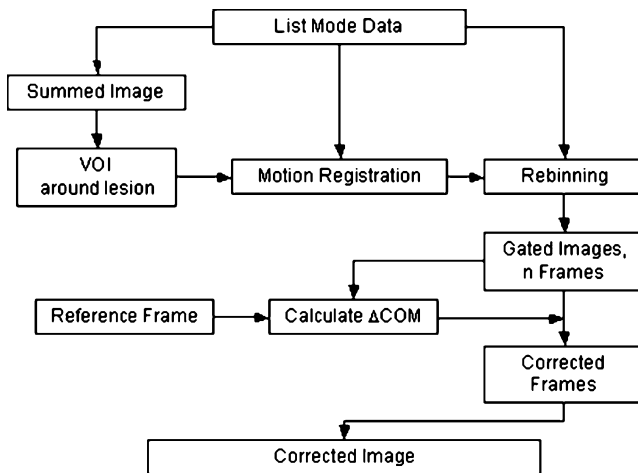 List Mode Data
Summed Image
VOI
around lesion
Motion Registration
Rebinning
Gated Images,
n Frames
Reference Frame
Calculate ΔCOM
Corrected
Frames
Corrected Image